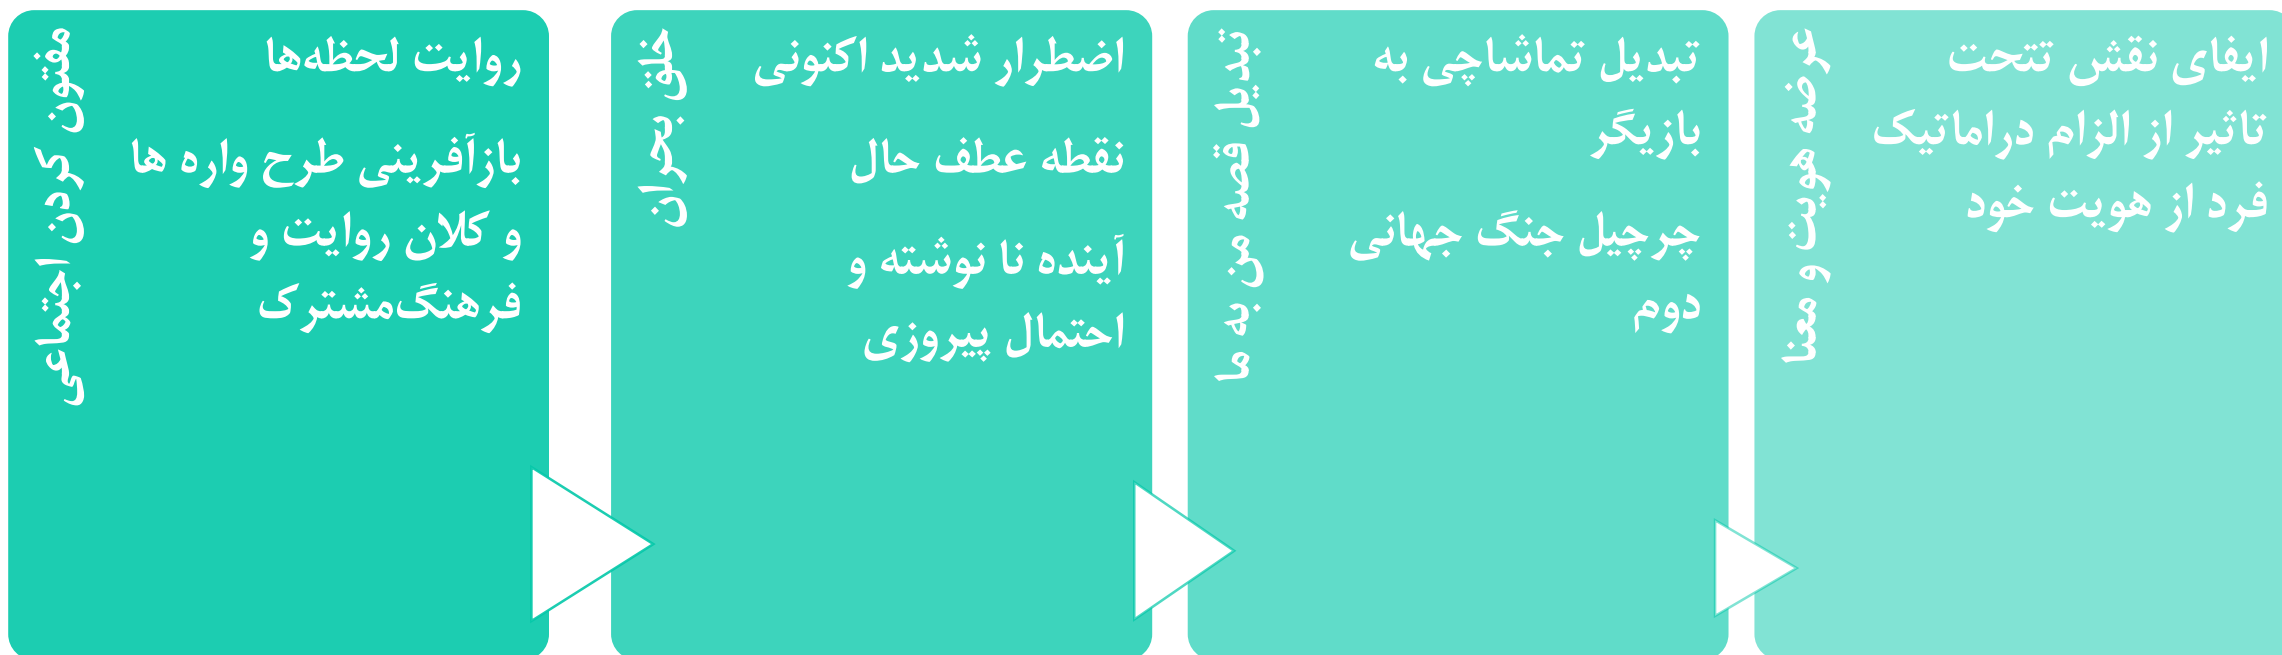 مفتون کردن اجتماعی
روایت لحظه‌ها
بازآفرینی طرح واره ها
و کلان روایت و
فرهنگ‌مشترک
خلق بحران
اضطرار شدید اکنونی
نقطه عطف حال
آینده نا نوشته و
احتمال پیروزی
تبدیل قصه من به ما
تبدیل تماشاچی به
بازیگر
چرچیل جنگ جهانی
دوم
عرضه هویت و معنا
ایفای نقش تتحت
تاثیر از الزام دراماتیک
فرد از هویت خود